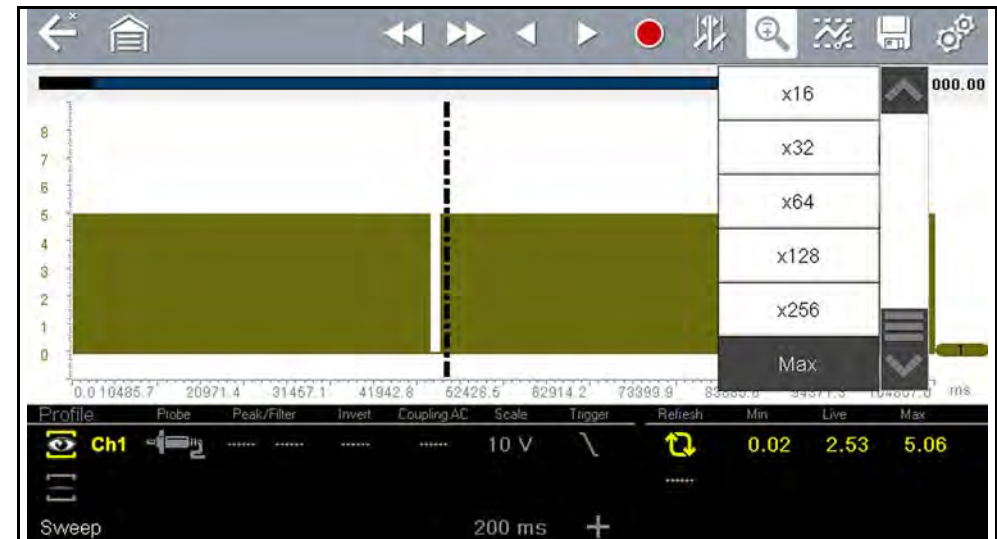 x16
000.00
x32
x64
x128
x256
Max
8
7
6
5
4
3
2
1
0
1
0.0 10485.7 20971.4 31457.1 41942.8 52428.5 62914.2 73399.9 ms
Profile Probe Peak/Filter Invert Coupling AC Scale Trigger Refresh Min Live Max
Ch1 ...... ...... ...... ...... 10 V 0.02 2.53 5.06
......
Sweep 200 ms +